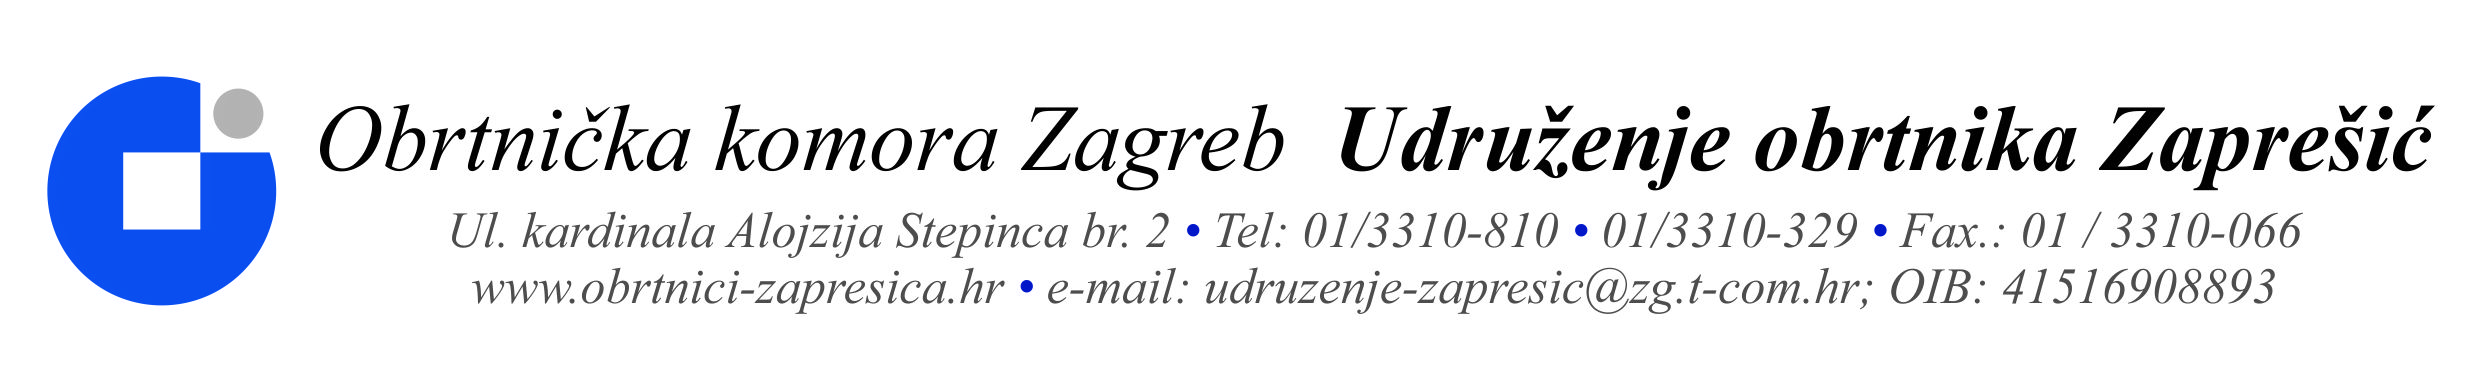 Obrtnička komora Zagreb Udruženje obrtnika Zaprešić
Ul. kardinala Alojzija Stepinca br. 2 • Tel: 01/3310-810 • 01/3310-329 • Fax.: 01 / 3310-066
www.obrtnici-zapresica.hr • e-mail: udruzenje-zapresic@zg.t-com.hr; OIB: 41516908893